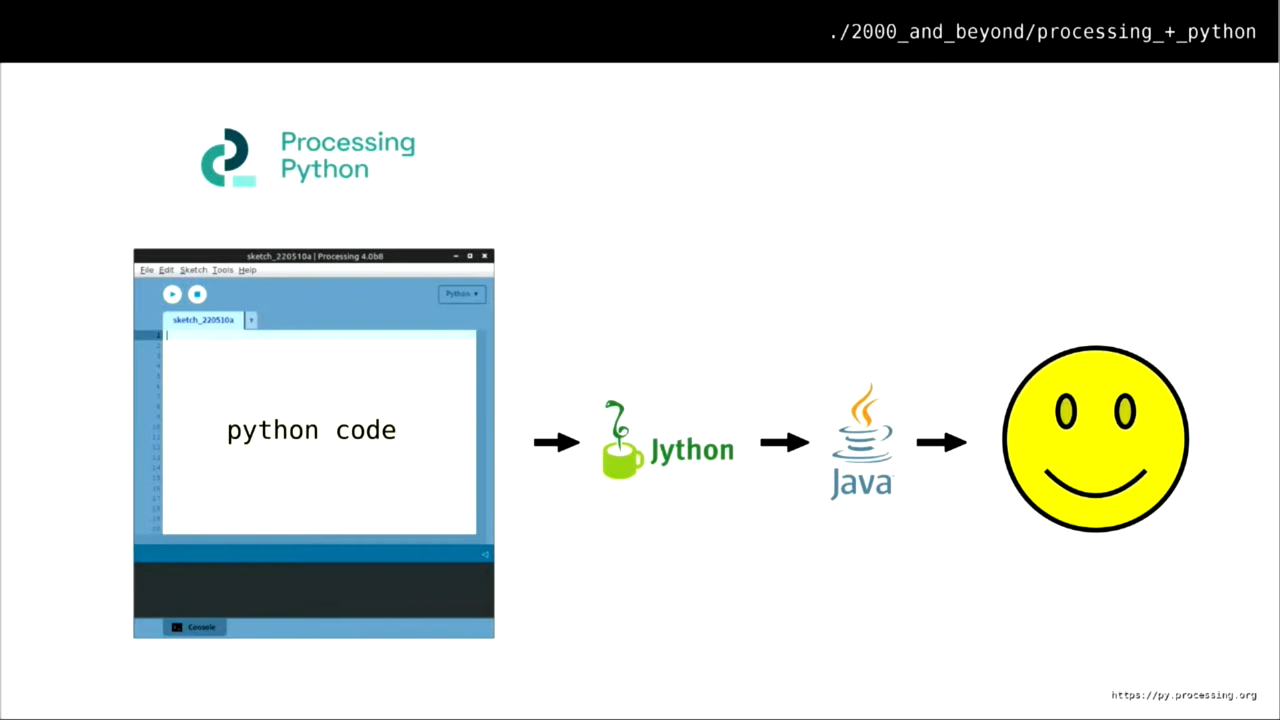 ./2000_and_beyond/processing_+_python
Processing
Python
sketch_220510a | Processing 4.0b8
File Edit Sketch Tools Help
Python ▾
sketch_220510a
python code
Jython
Java
Console
https://py.processing.org